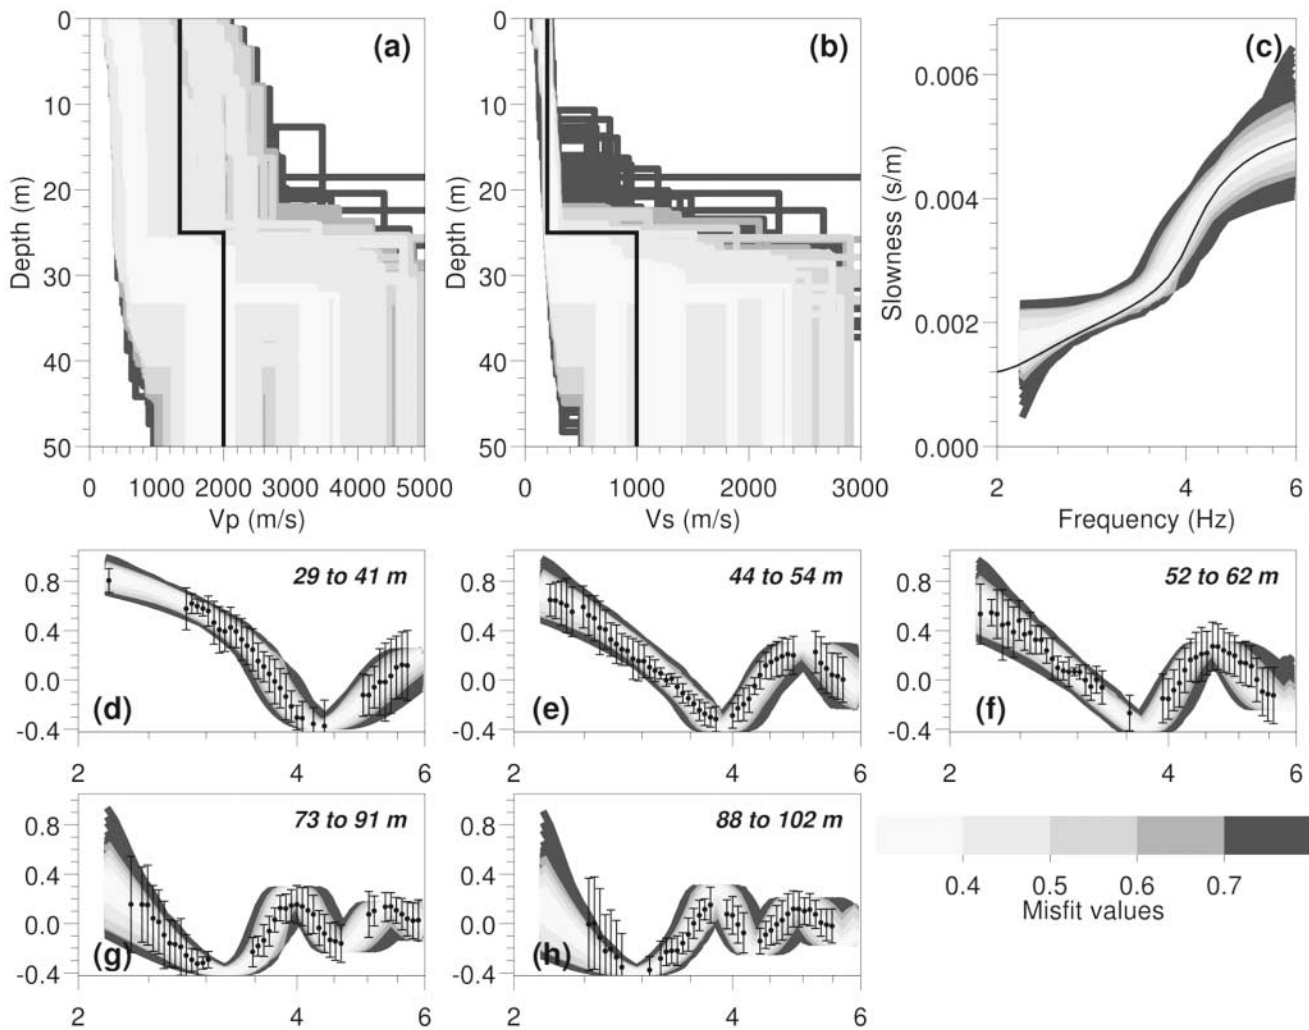 (a)
0
10
20
30
40
50
Depth (m)
0 1000 2000 3000 4000 5000
Vp (m/s)
(b)
0
10
20
30
40
50
Depth (m)
0 1000 2000 3000
Vs (m/s)
(c)
0.006
0.004
0.002
0.000
Slowness (s/m)
2 4 6
Frequency (Hz)
29 to 41 m
0.8
0.4
0.0
-0.4
(d)
2 4 6
44 to 54 m
0.8
0.4
0.0
-0.4
(e)
2 4 6
52 to 62 m
0.8
0.4
0.0
-0.4
(f)
2 4 6
73 to 91 m
0.8
0.4
0.0
-0.4
(g)
2 4 6
88 to 102 m
0.8
0.4
0.0
-0.4
(h)
2 4 6
0.4 0.5 0.6 0.7
Misfit values